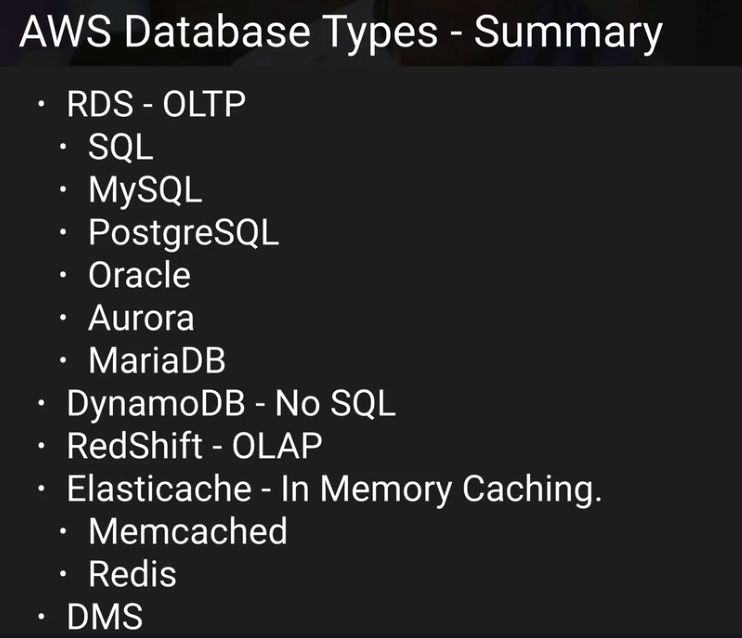 AWS Database Types - Summary
• RDS - OLTP
• SQL
• MySQL
• PostgreSQL
• Oracle
• Aurora
• MariaDB
• DynamoDB - No SQL
• RedShift - OLAP
• Elasticache - In Memory Caching.
• Memcached
• Redis
• DMS